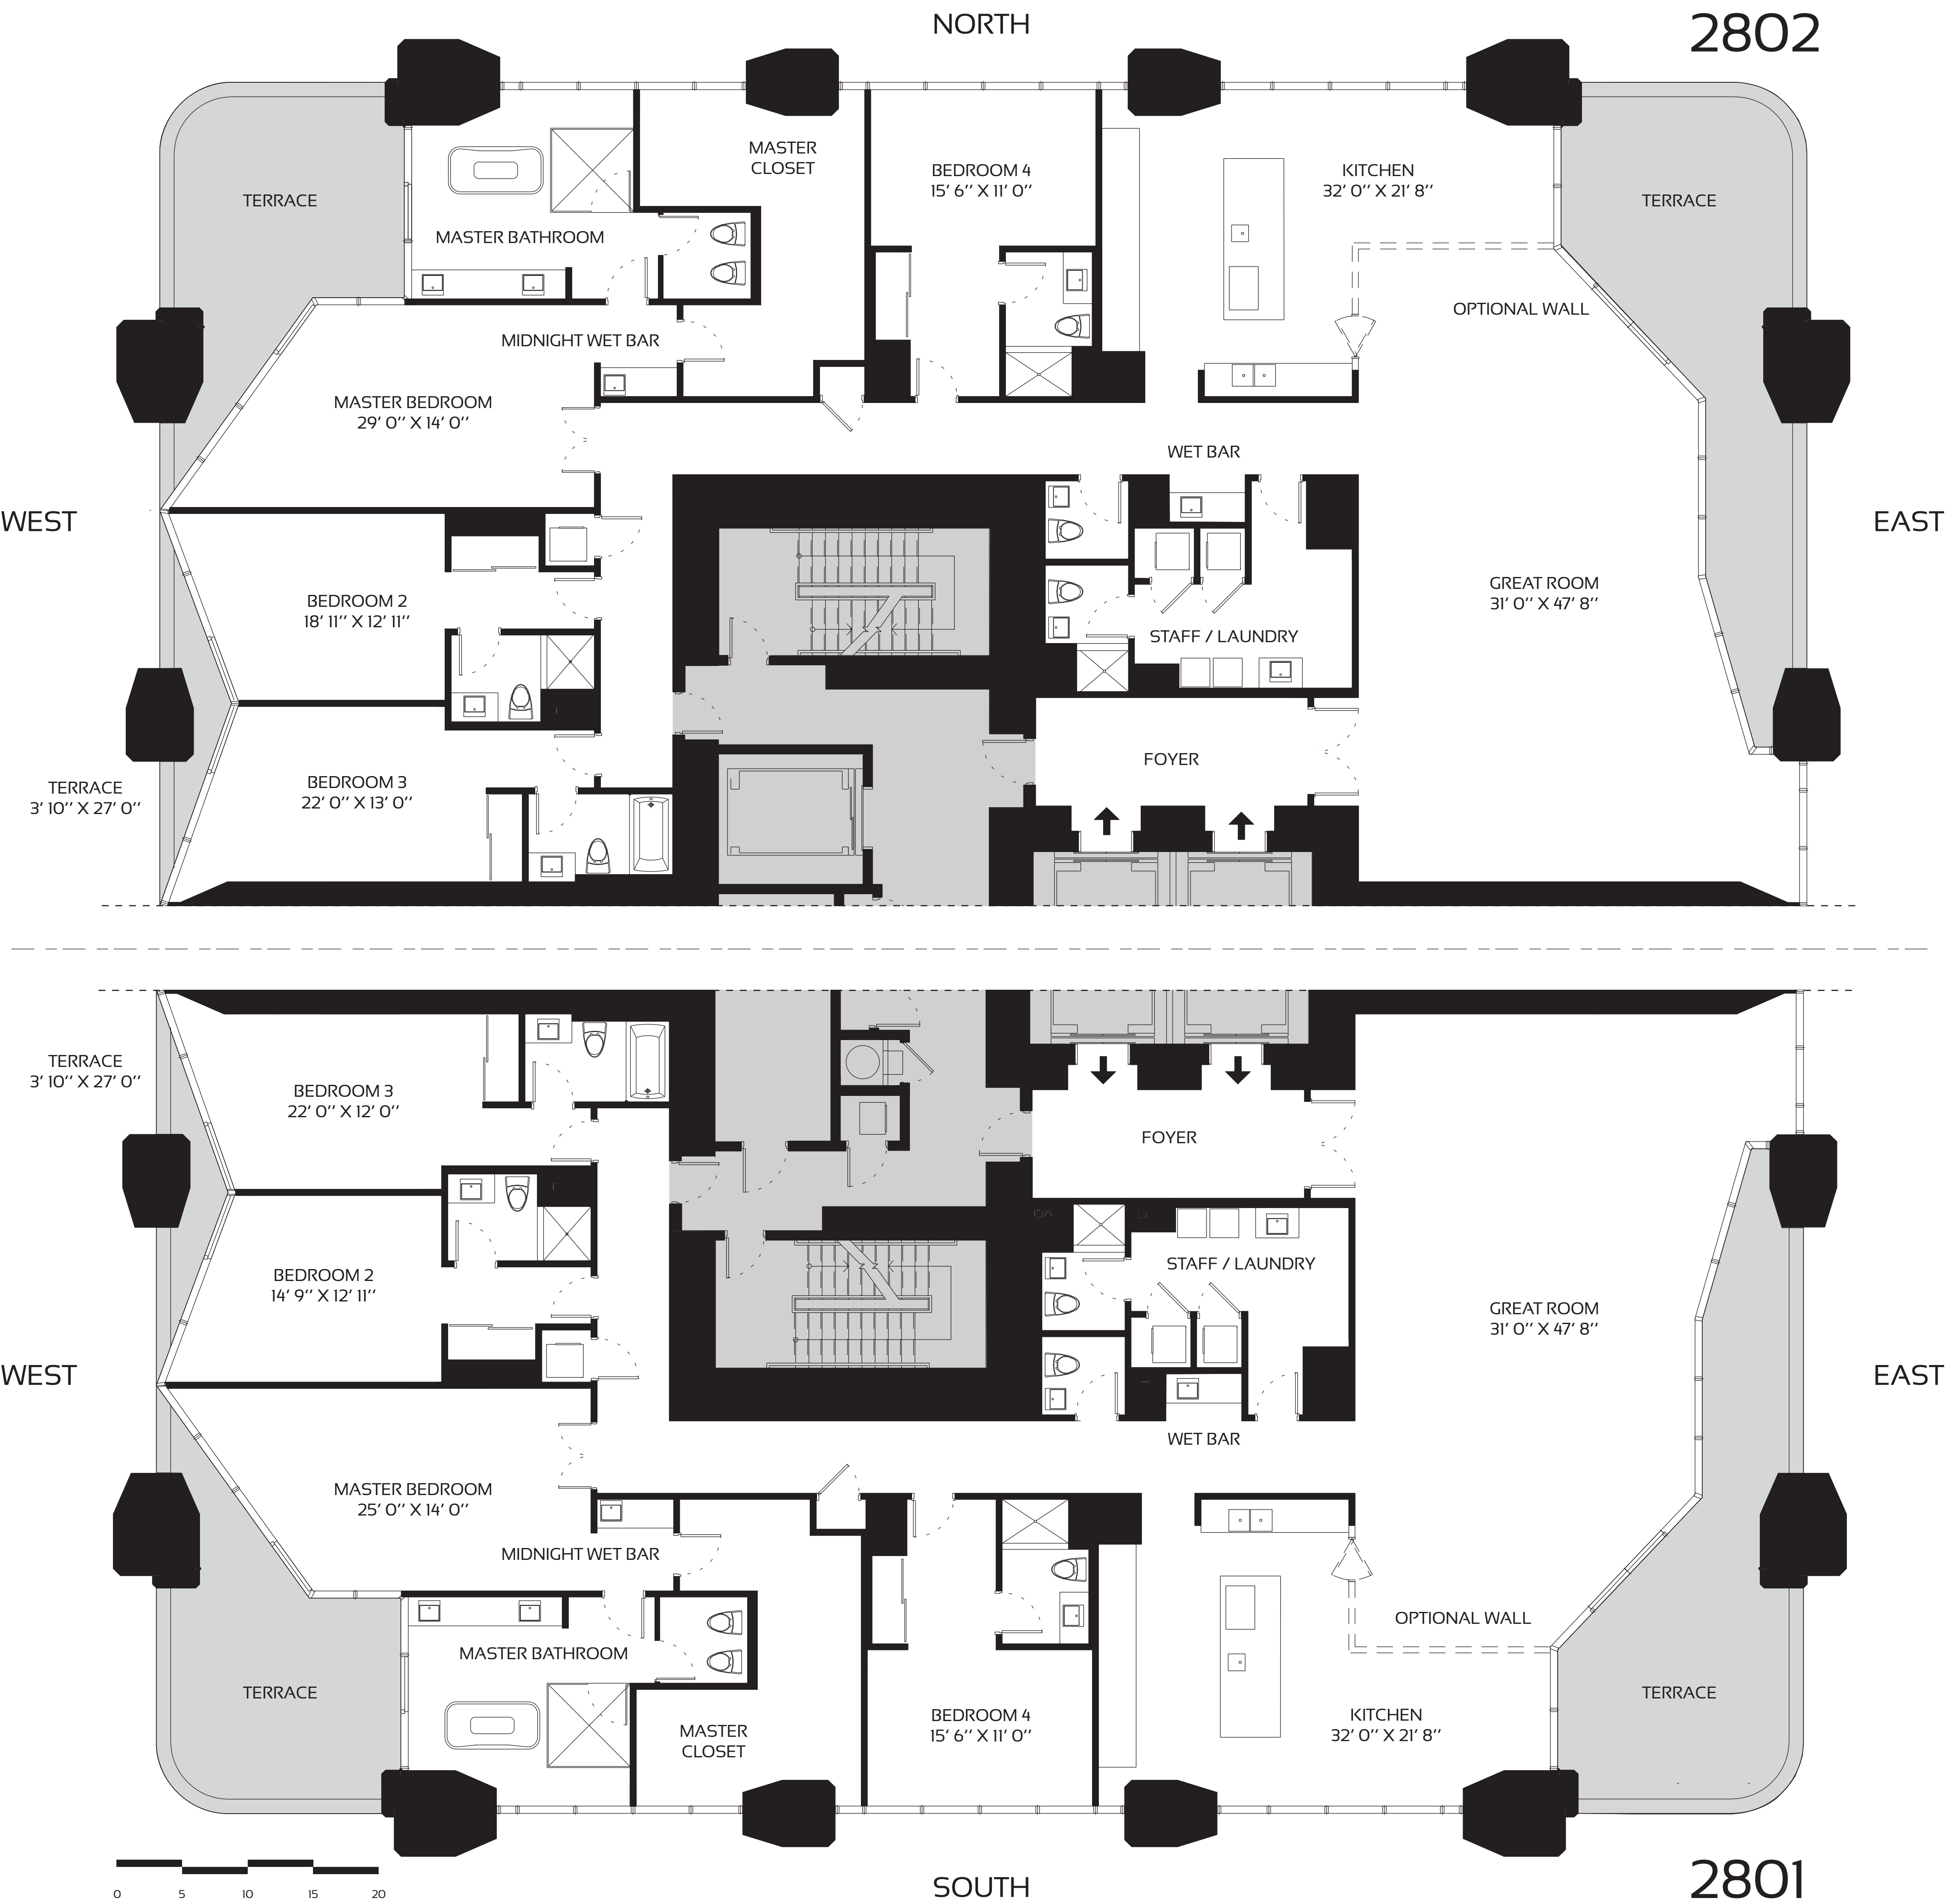 NORTH
2802
MASTER
CLOSET
BEDROOM 4
15' 6'' X 11' 0''
KITCHEN
32' 0'' X 21' 8''
TERRACE
TERRACE
MASTER BATHROOM
OPTIONAL WALL
MIDNIGHT WET BAR
MASTER BEDROOM
29' 0'' X 14' 0''
WET BAR
WEST
EAST
GREAT ROOM
31' 0'' X 47' 8''
BEDROOM 2
18' 11'' X 12' 11''
STAFF / LAUNDRY
FOYER
BEDROOM 3
22' 0'' X 13' 0''
TERRACE
3' 10'' X 27' 0''
TERRACE
3' 10'' X 27' 0''
BEDROOM 3
22' 0'' X 12' 0''
FOYER
STAFF / LAUNDRY
BEDROOM 2
14' 9'' X 12' 11''
GREAT ROOM
31' 0'' X 47' 8''
WEST
EAST
WET BAR
MASTER BEDROOM
25' 0'' X 14' 0''
MIDNIGHT WET BAR
OPTIONAL WALL
MASTER BATHROOM
TERRACE
TERRACE
MASTER
CLOSET
BEDROOM 4
15' 6'' X 11' 0''
KITCHEN
32' 0'' X 21' 8''
0 5 10 15 20
SOUTH
2801